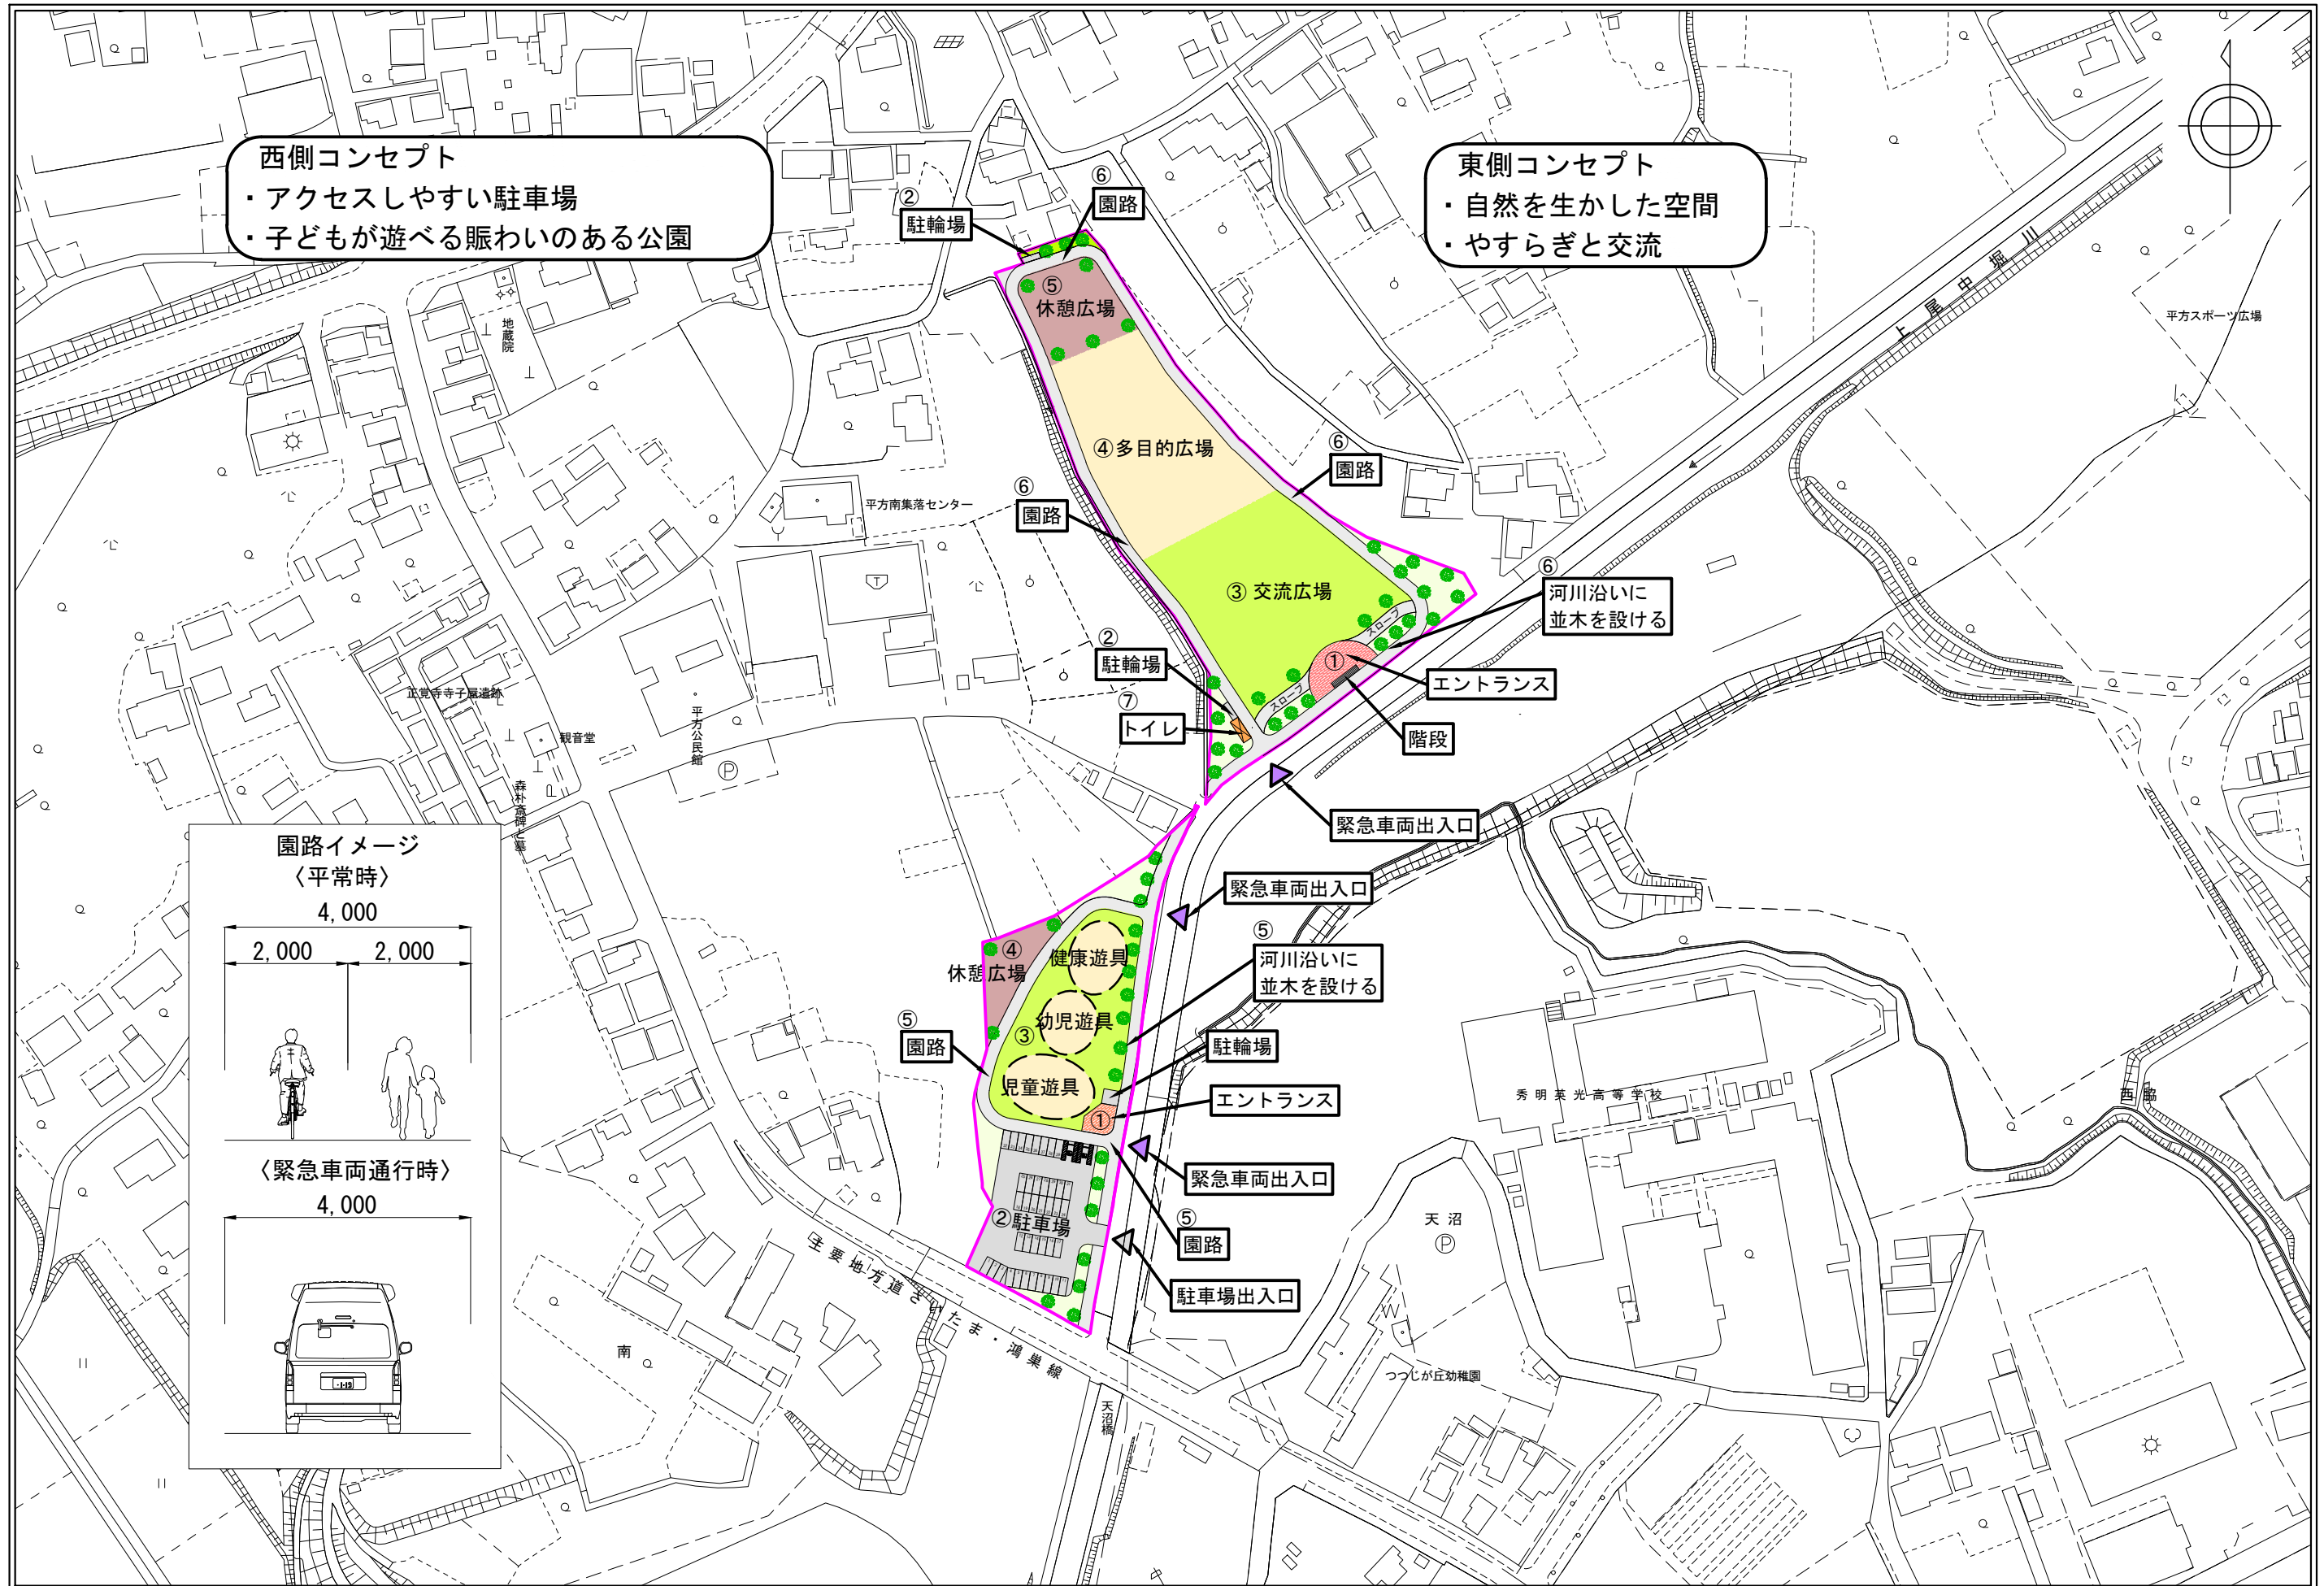 西側コンセプト
・アクセスしやすい駐車場
・子どもが遊べる賑わいのある公園
東側コンセプト
・自然を生かした空間
・やすらぎと交流
②
駐輪場
⑥
園路
⑤
休憩広場
④多目的広場
⑥
園路
⑥
園路
③交流広場
⑥
河川沿いに
並木を設ける
スロープ
①
エントランス
スロープ
階段
②
駐輪場
⑦
トイレ
緊急車両出入口
緊急車両出入口
④
休憩広場
健康遊具
幼児遊具
③
児童遊具
⑤
河川沿いに
並木を設ける
⑤
園路
駐輪場
エントランス
①
緊急車両出入口
②駐車場
⑤
園路
駐車場出入口
園路イメージ
〈平常時〉
4,000
2,000
2,000
〈緊急車両通行時〉
4,000
・1-13
地蔵院
平方南集落センター
正覚寺寺子屋遺跡
観音堂
平方公民館
P
森朴斎碑と墓
上尾中堀川
平方スポーツ広場
秀明英光高等学校
西脇
天沼
P
つつじが丘幼稚園
主要地方道さいたま・鴻巣線
天沼橋
南
T